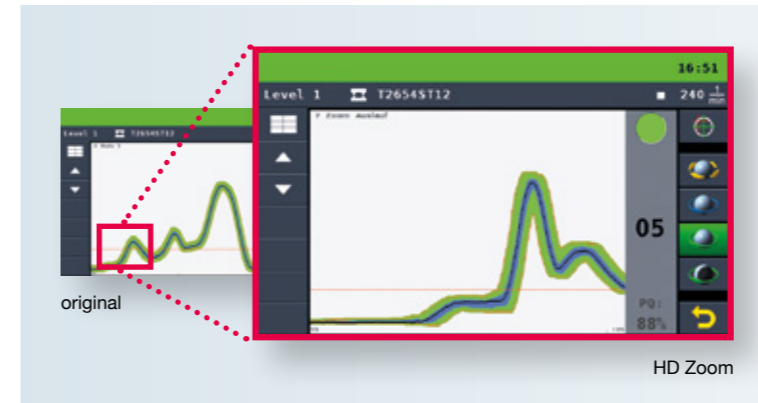 16:51
Level 1 T2654ST12 240 1/min
Level 1 T2654ST12
05
PQ:
88%
original
HD Zoom